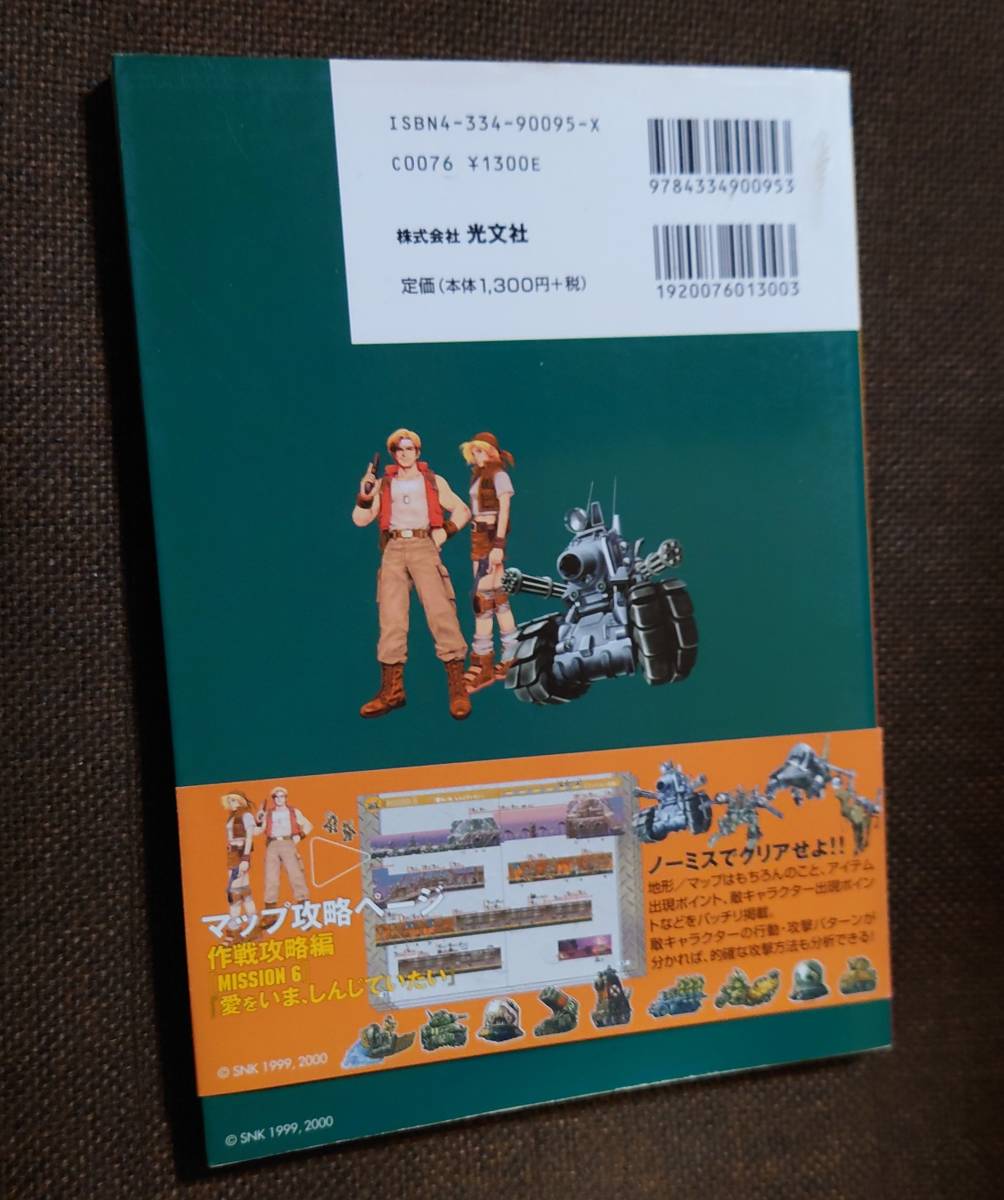 ISBN4-334-90095-X
C0076 ¥1300E
株式会社 光文社
定価(本体1,300円+税)
9784334900953
1920076013003
マップ攻略ページ
作戦攻略編
MISSION 6
『愛をいま、しんじていたい』
ノーミスでクリアせよ!!
地形/マップはもちろんのこと、アイテム
出現ポイント、敵キャラクター出現ポイン
トなどをバッチリ掲載。
敵キャラクターの行動・攻撃パターンが
分かれば、的確な攻撃方法も分析できる!
© SNK 1999, 2000
© SNK 1999, 2000